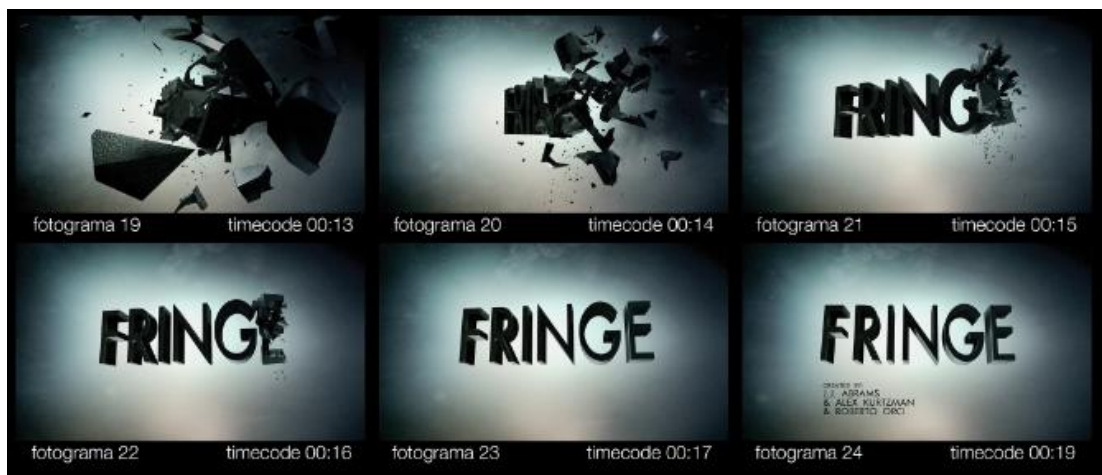 fotograma 19 timecode 00:13
fotograma 20 timecode 00:14
FRING
fotograma 21 timecode 00:15
FRINGE
fotograma 22 timecode 00:16
FRINGE
fotograma 23 timecode 00:17
FRINGE
CREATED BY
J.J. ABRAMS
& ALEX KURTZMAN
& ROBERTO ORCI
fotograma 24 timecode 00:19